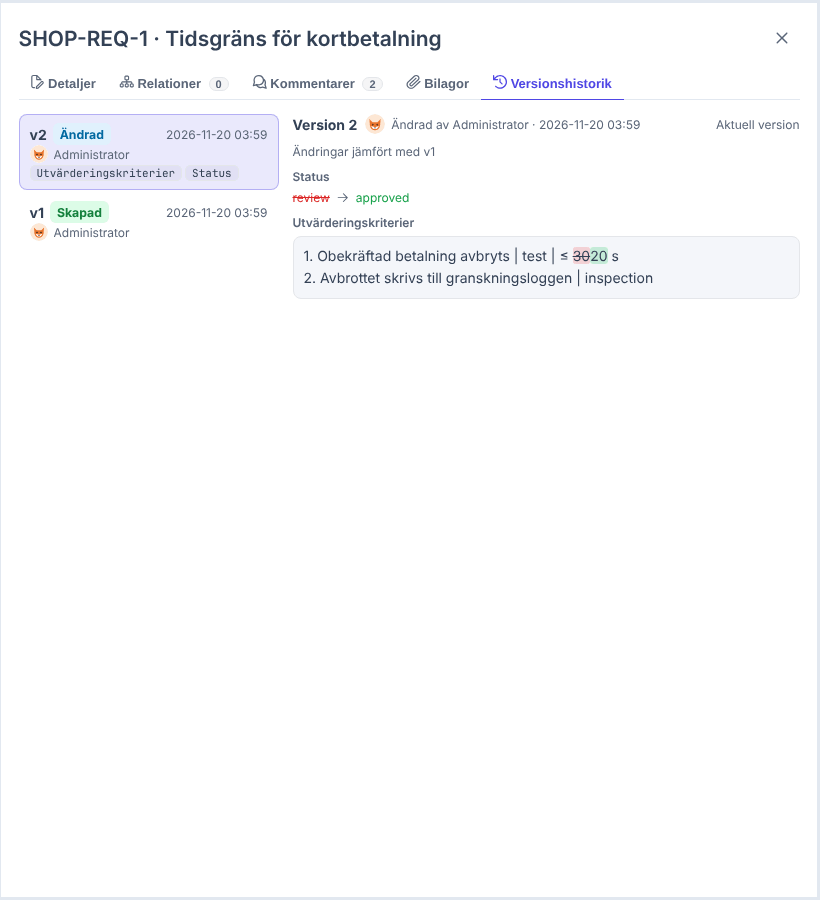 SHOP-REQ-1 · Tidsgräns för kortbetalning
Detaljer Relationer 0 Kommentarer 2 Bilagor Versionshistorik
v2 Ändrad 2026-11-20 03:59
Administrator
Utvärderingskriterier Status
v1 Skapad 2026-11-20 03:59
Administrator
Version 2 Ändrad av Administrator · 2026-11-20 03:59 Aktuell version
Ändringar jämfört med v1
Status
review → approved
Utvärderingskriterier
1. Obekräftad betalning avbryts | test | ≤ 3020 s
2. Avbrottet skrivs till granskningsloggen | inspection